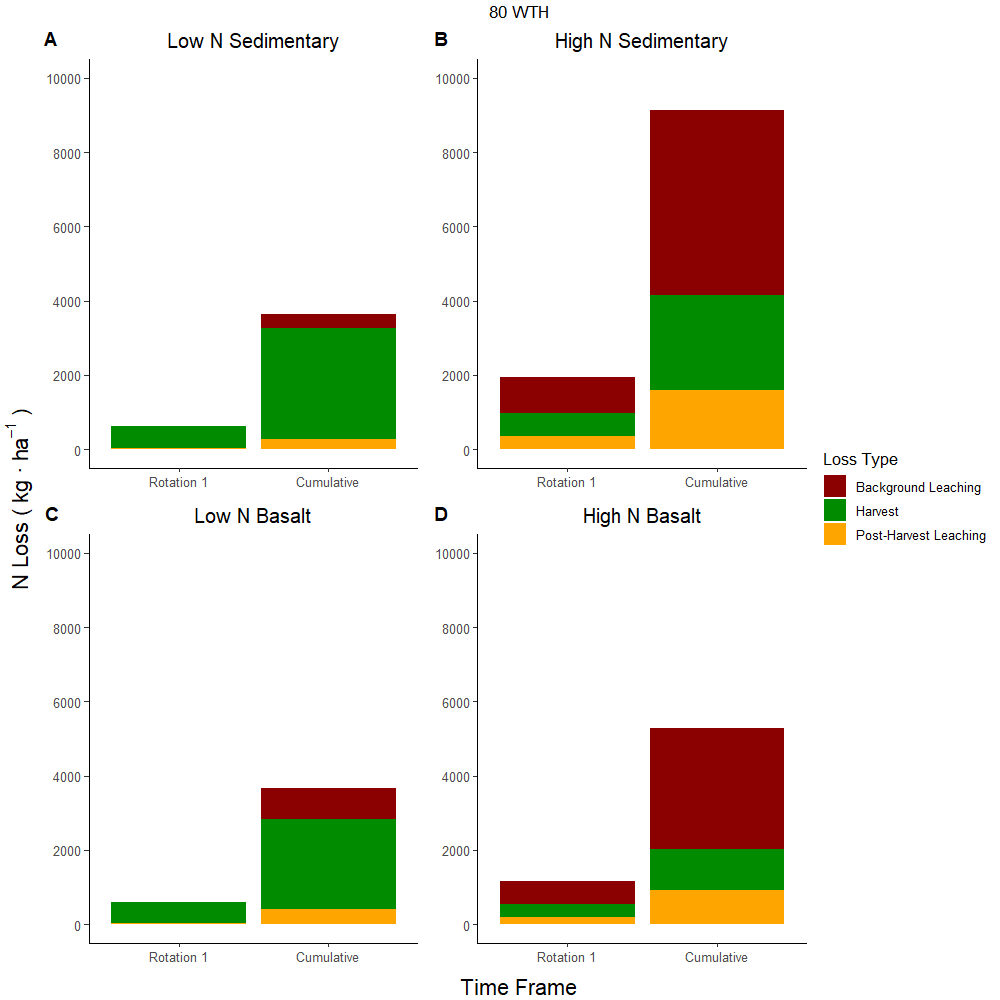 80 WTH
A Low N Sedimentary
10000
8000
6000
4000
2000
0
Rotation 1 Cumulative
B High N Sedimentary
10000
8000
6000
4000
2000
0
Rotation 1 Cumulative
N Loss ( kg · ha⁻¹ )
C Low N Basalt
10000
8000
6000
4000
2000
0
Rotation 1 Cumulative
D High N Basalt
10000
8000
6000
4000
2000
0
Rotation 1 Cumulative
Time Frame
Loss Type
Background Leaching
Harvest
Post-Harvest Leaching